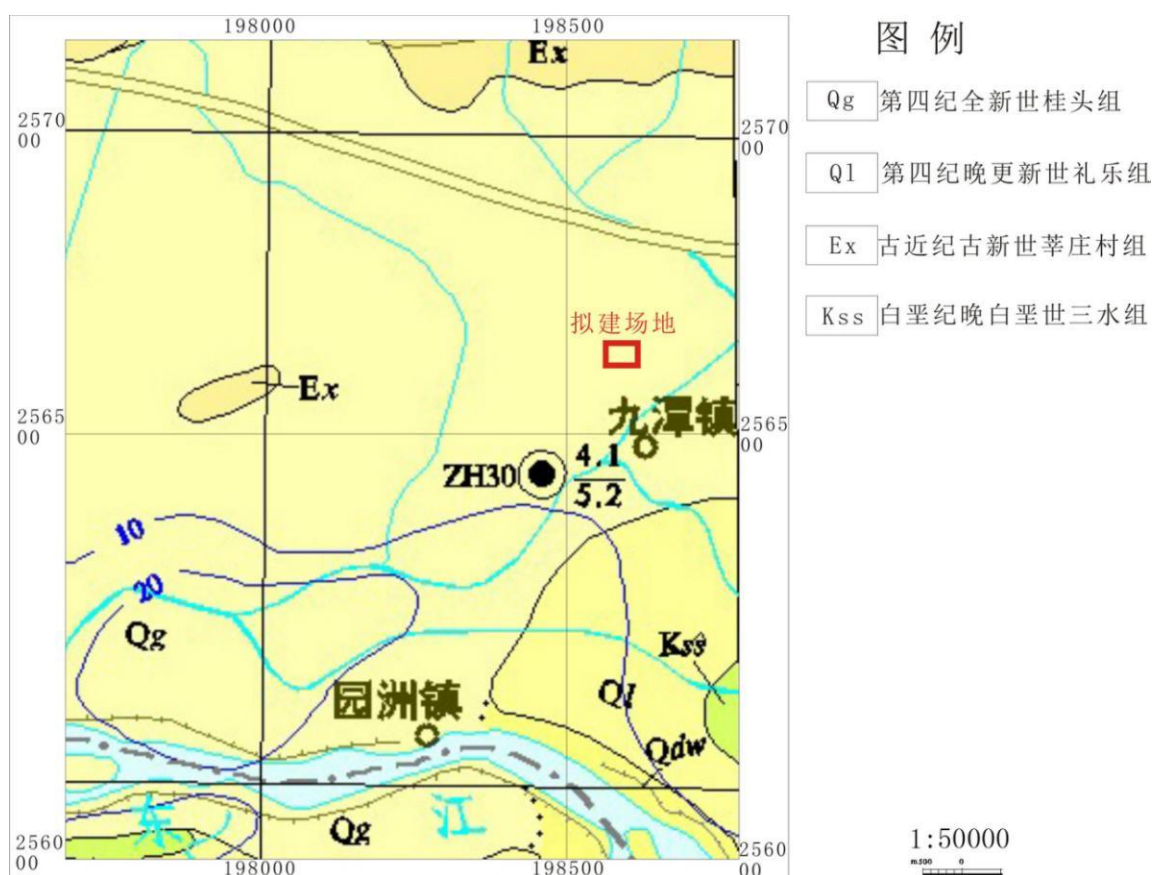 198000
198500
Ex
2570
00
2570
00
拟建场地
Ex
九潭镇
2565
00
2565
00
ZH30
4.1
5.2
10
20
Qg
Kss
园洲镇
Ql
Qdw
东
江
Qg
2560
00
2560
00
198000
198500
图 例
Qg 第四纪全新世桂头组
Ql 第四纪晚更新世礼乐组
Ex 古近纪古新世莘庄村组
Kss 白垩纪晚白垩世三水组
1:50000
m 500 0